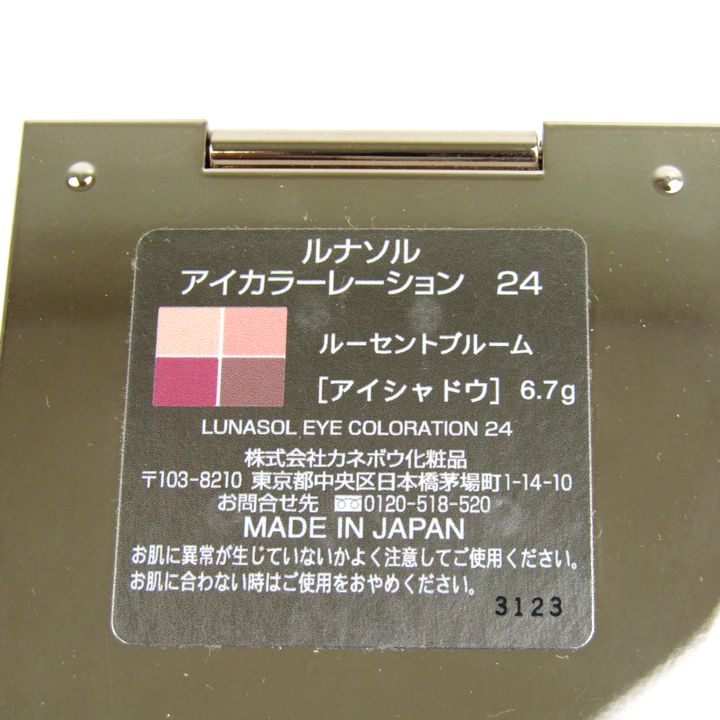 ルナソル
アイカラーレーション 24
ルーセントブルーム
[アイシャドウ] 6.7g
LUNASOL EYE COLORATION 24
株式会社カネボウ化粧品
〒103-8210 東京都中央区日本橋茅場町1-14-10
お問合せ先 0120-518-520
MADE IN JAPAN
お肌に異常が生じていないかよく注意してご使用ください。
お肌に合わない時はご使用をおやめください。
3123